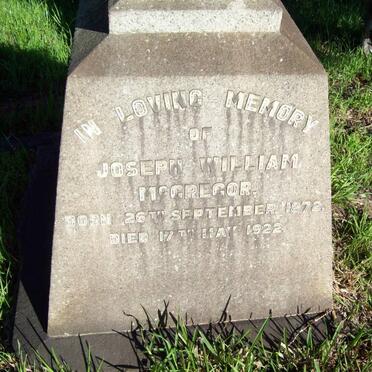 IN LOVING MEMORY
OF
JOSEPH WILLIAM
MCGREGOR.
BORN 26TH SEPTEMBER 1872
DIED 17TH MAY 1922